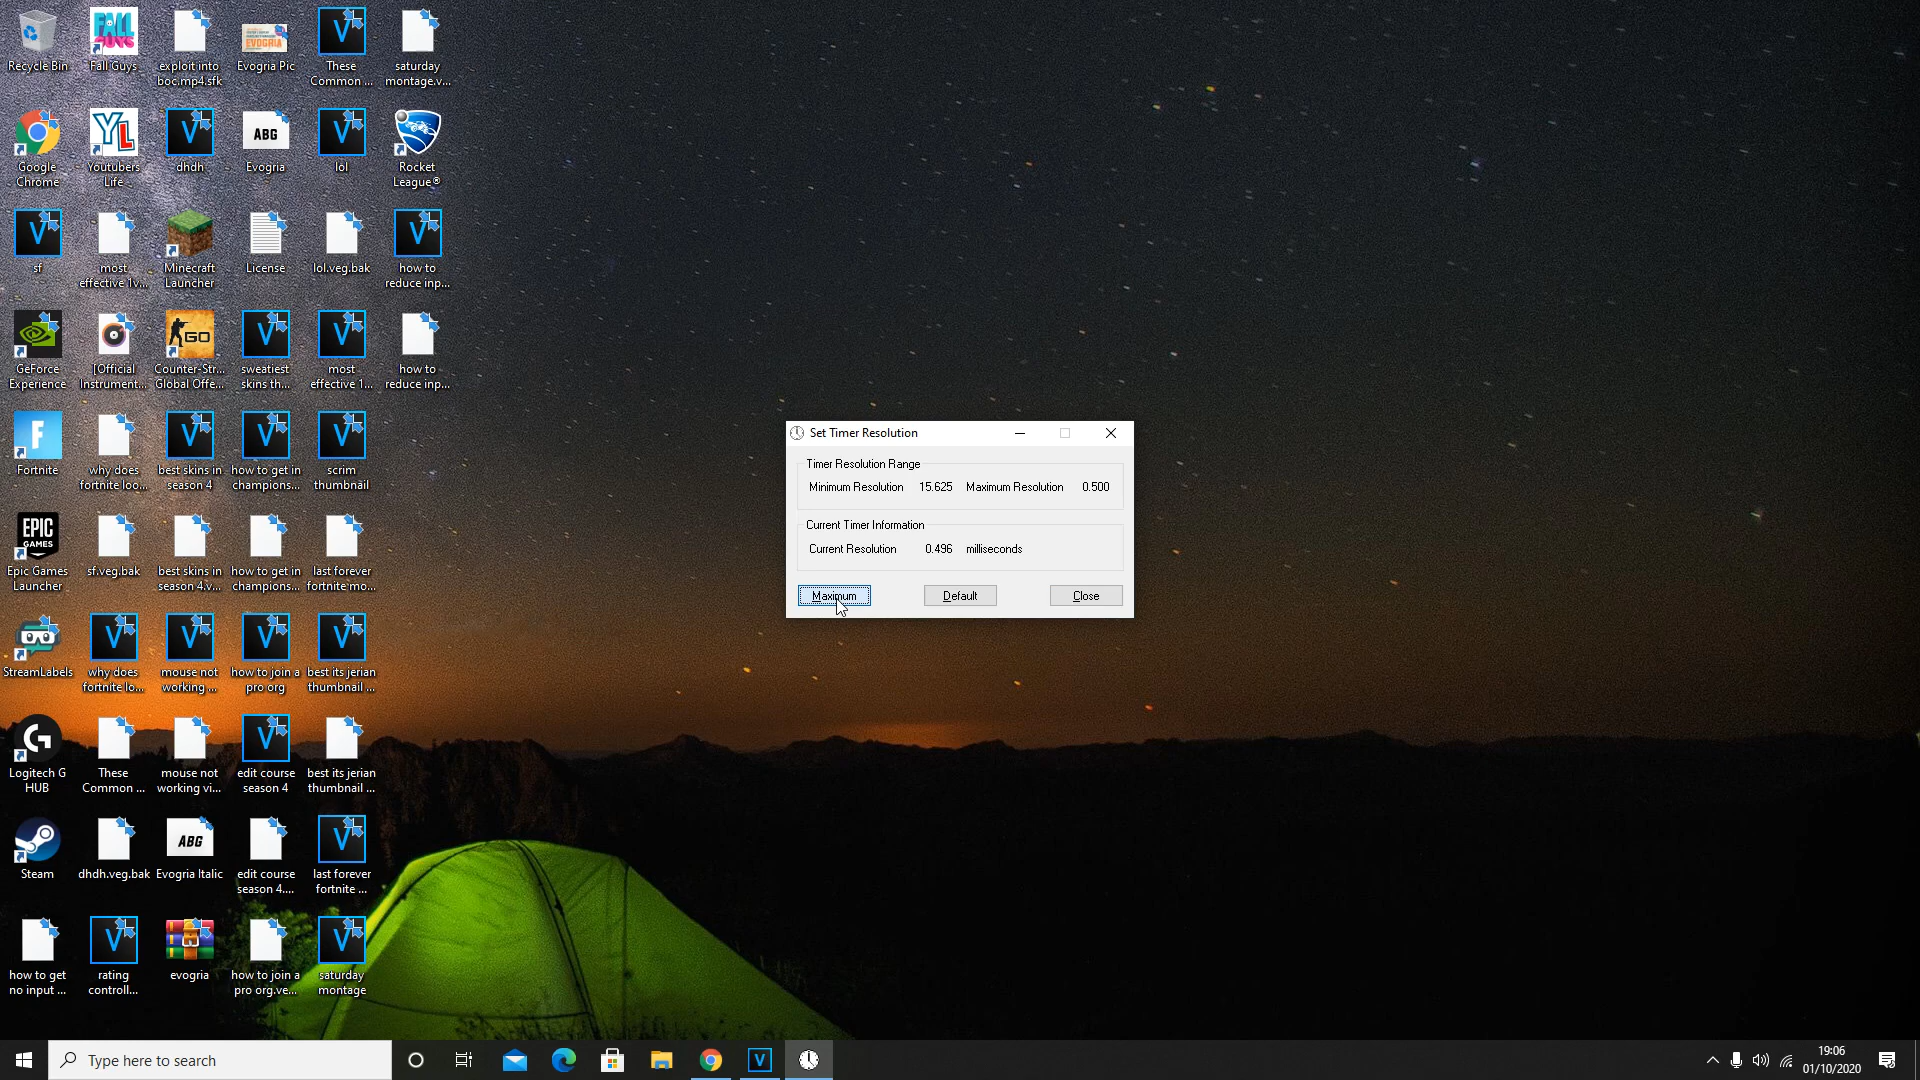 Recycle Bin
FALL GUYS
Fall Guys
exploit into
boc.mp4.sfk
EVOGRIA
Evogria Pic
V
These
Common ...
saturday
montage.v...
Google
Chrome
YL
Youtubers
Life
V
dhdh
ABG
Evogria
V
lol
Rocket
League®
V
sf
most
effective 1v...
Minecraft
Launcher
License
lol.veg.bak
V
how to
reduce inp...
GeForce
Experience
[Official
Instrument...
GO
Counter-Str...
Global Offe...
V
sweatiest
skins th...
V
most
effective 1...
how to
reduce inp...
F
Fortnite
why does
fortnite loo...
V
best skins in
season 4
V
how to get in
champions...
V
scrim
thumbnail
EPIC
GAMES
Epic Games
Launcher
sf.veg.bak
best skins in
season 4.v...
how to get in
champions...
last forever
fortnite mo...
StreamLabels
V
why does
fortnite lo...
V
mouse not
working ...
V
how to join a
pro org
V
best its jerian
thumbnail ...
G
Logitech G
HUB
These
Common ...
mouse not
working vi...
V
edit course
season 4
best its jerian
thumbnail ...
Steam
dhdh.veg.bak
ABG
Evogria Italic
edit course
season 4....
V
last forever
fortnite ...
how to get
no input ...
V
rating
controll...
evogria
how to join a
pro org.ve...
V
saturday
montage
Set Timer Resolution
Timer Resolution Range
Minimum Resolution 15.625 Maximum Resolution 0.500
Current Timer Information
Current Resolution 0.496 milliseconds
Maximum Default Close
Type here to search
V
19:06
01/10/2020